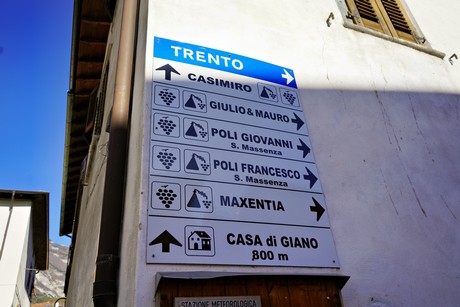 TRENTO
CASIMIRO
GIULIO & MAURO
POLI GIOVANNI
S. Massenza
POLI FRANCESCO
S. Massenza
MAXENTIA
CASA di GIANO
800 m
STAZIONE METEOROLOGICA